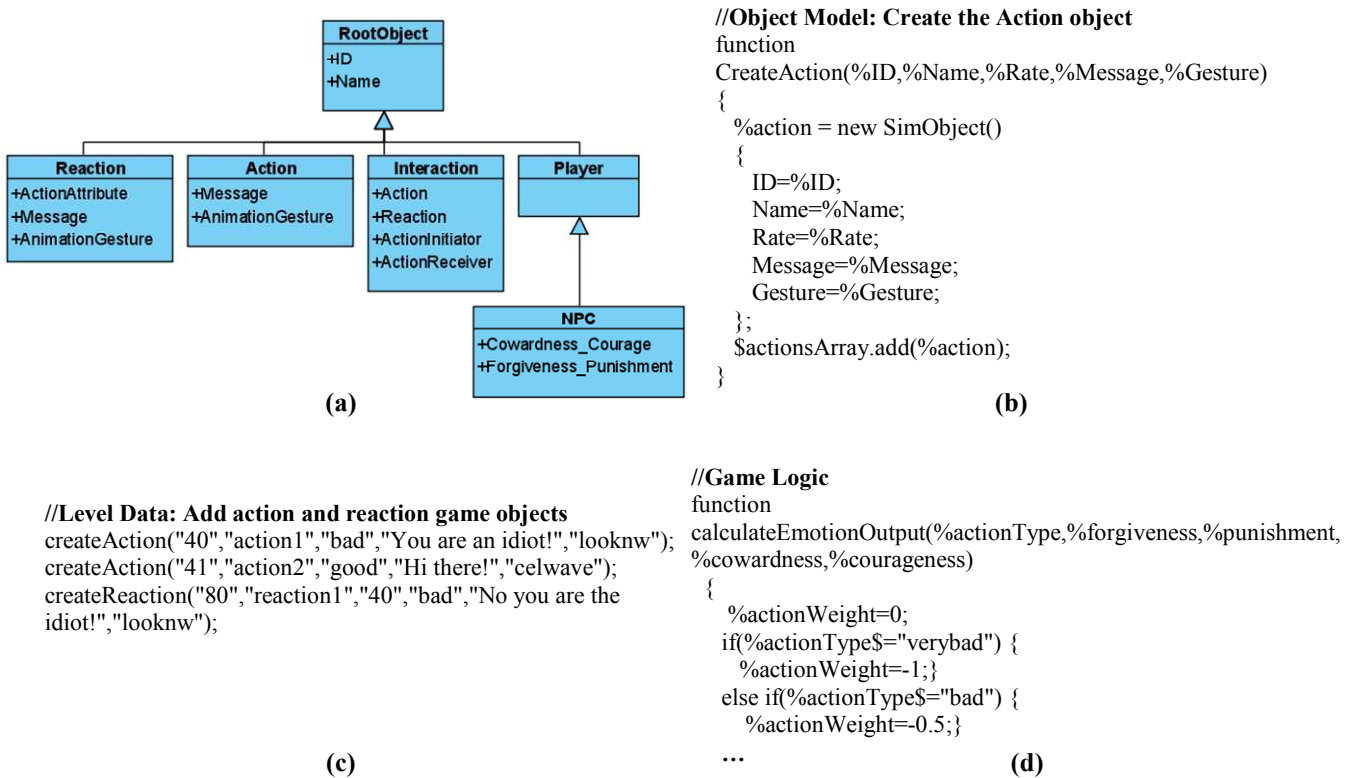 RootObject
+ID
+Name
Reaction
+ActionAttribute
+Message
+AnimationGesture
Action
+Message
+AnimationGesture
Interaction
+Action
+Reaction
+ActionInitiator
+ActionReceiver
Player
NPC
+Cowardness_Courage
+Forgiveness_Punishment
(a)
//Object Model: Create the Action object
function
CreateAction(%ID,%Name,%Rate,%Message,%Gesture)
{
%action = new SimObject()
{
ID=%ID;
Name=%Name;
Rate=%Rate;
Message=%Message;
Gesture=%Gesture;
};
$actionsArray.add(%action);
}
(b)
//Level Data: Add action and reaction game objects
createAction("40","action1","bad","You are an idiot!","looknw");
createAction("41","action2","good","Hi there!","celwave");
createReaction("80","reaction1","40","bad","No you are the
idiot!","looknw");
(c)
//Game Logic
function
calculateEmotionOutput(%actionType,%forgiveness,%punishment,
%cowardness,%courageness)
{
%actionWeight=0;
if(%actionType$="verybad") {
%actionWeight=-1;}
else if(%actionType$="bad") {
%actionWeight=-0.5;}
…
(d)